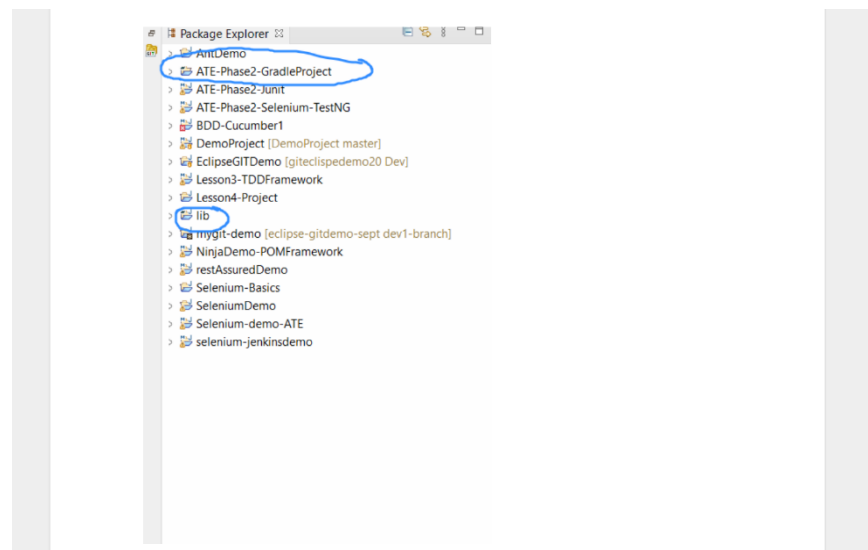 Package Explorer
AntDemo
ATE-Phase2-GradleProject
ATE-Phase2-Junit
ATE-Phase2-Selenium-TestNG
BDD-Cucumber1
DemoProject [DemoProject master]
EclipseGITDemo [giteclispedemo20 Dev]
Lesson3-TDDFramework
Lesson4-Project
lib
mygit-demo [eclipse-gitdemo-sept dev1-branch]
NinjaDemo-POMFramework
restAssuredDemo
Selenium-Basics
SeleniumDemo
Selenium-demo-ATE
selenium-jenkinsdemo